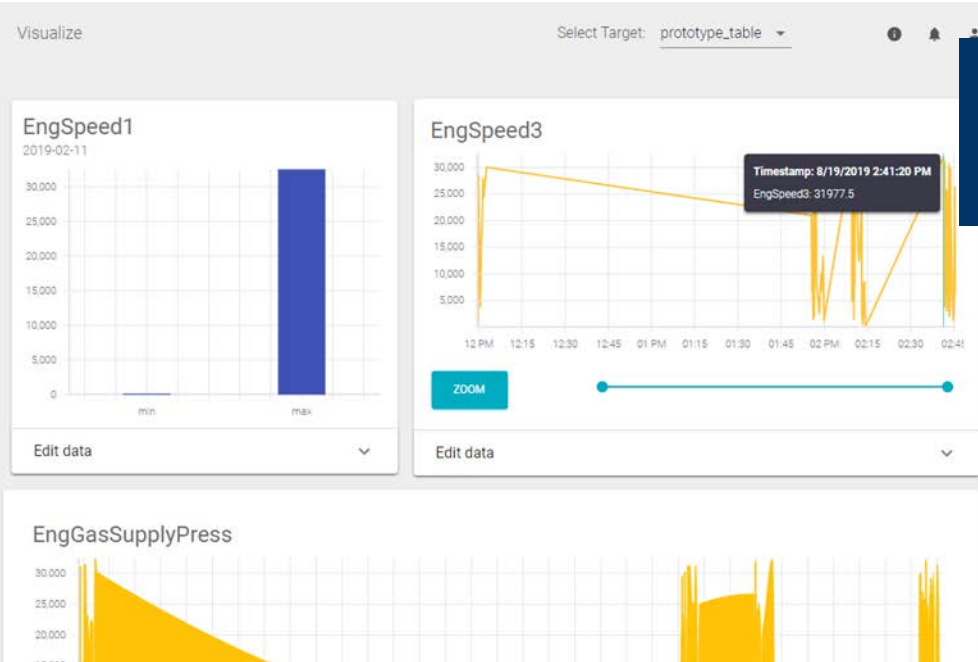 Visualize
Select Target: prototype_table
EngSpeed1
2019-02-11
30,000
25,000
20,000
15,000
10,000
5,000
0
min
max
Edit data
EngSpeed3
30,000
25,000
20,000
15,000
10,000
5,000
Timestamp: 8/19/2019 2:41:20 PM
EngSpeed3: 31977.5
12 PM 12:15 12:30 12:45 01 PM 01:15 01:30 01:45 02 PM 02:15 02:30
ZOOM
Edit data
EngGasSupplyPress
30,000
25,000
20,000